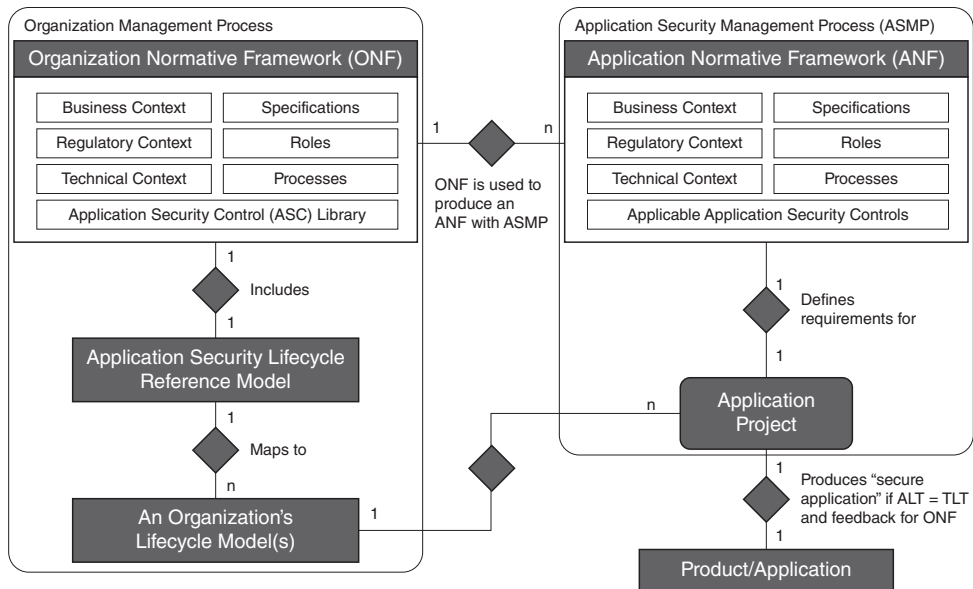 Organization Management Process
Organization Normative Framework (ONF)
Business Context
Specifications
Regulatory Context
Roles
Technical Context
Processes
Application Security Control (ASC) Library
1
Includes
1
Application Security Lifecycle
Reference Model
1
Maps to
n
An Organization's
Lifecycle Model(s)
1
n
ONF is used to
produce an
ANF with ASMP
Application Security Management Process (ASMP)
Application Normative Framework (ANF)
Business Context
Specifications
Regulatory Context
Roles
Technical Context
Processes
Applicable Application Security Controls
1
Defines
requirements for
1
1
n
Application
Project
1
Produces “secure
application” if ALT = TLT
and feedback for ONF
1
Product/Application